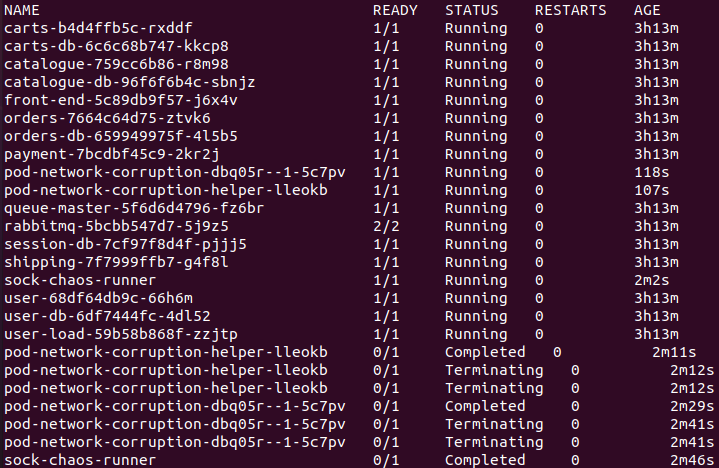 NAME READY STATUS RESTARTS AGE
carts-b4d4ffb5c-rxddf 1/1 Running 0 3h13m
carts-db-6c6c68b747-kkcp8 1/1 Running 0 3h13m
catalogue-759cc6b86-r8m98 1/1 Running 0 3h13m
catalogue-db-96f6f6b4c-sbnjz 1/1 Running 0 3h13m
front-end-5c89db9f57-j6x4v 1/1 Running 0 3h13m
orders-7664c64d75-ztvk6 1/1 Running 0 3h13m
orders-db-659949975f-4l5b5 1/1 Running 0 3h13m
payment-7bcdbf45c9-2kr2j 1/1 Running 0 3h13m
pod-network-corruption-dbq05r--1-5c7pv 1/1 Running 0 118s
pod-network-corruption-helper-lleokb 1/1 Running 0 107s
queue-master-5f6d6d4796-fz6br 1/1 Running 0 3h13m
rabbitmq-5bcbb547d7-5j9z5 2/2 Running 0 3h13m
session-db-7cf97f8d4f-pjjj5 1/1 Running 0 3h13m
shipping-7f7999ffb7-g4f8l 1/1 Running 0 3h13m
sock-chaos-runner 1/1 Running 0 2m2s
user-68df64db9c-66h6m 1/1 Running 0 3h13m
user-db-6df7444fc-4dl52 1/1 Running 0 3h13m
user-load-59b58b868f-zzjtp 1/1 Running 0 3h13m
pod-network-corruption-helper-lleokb 0/1 Completed 0 2m11s
pod-network-corruption-helper-lleokb 0/1 Terminating 0 2m12s
pod-network-corruption-helper-lleokb 0/1 Terminating 0 2m12s
pod-network-corruption-dbq05r--1-5c7pv 0/1 Completed 0 2m29s
pod-network-corruption-dbq05r--1-5c7pv 0/1 Terminating 0 2m41s
pod-network-corruption-dbq05r--1-5c7pv 0/1 Terminating 0 2m41s
sock-chaos-runner 0/1 Completed 0 2m46s